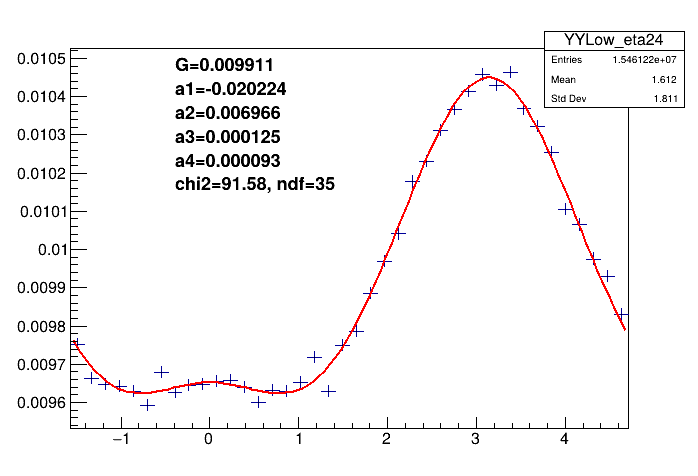 YYLow_eta24
Entries 1.546122e+07
Mean 1.612
Std Dev 1.811
G=0.009911
a1=-0.020224
a2=0.006966
a3=0.000125
a4=0.000093
chi2=91.58, ndf=35
0.0105
0.0104
0.0103
0.0102
0.0101
0.01
0.0099
0.0098
0.0097
0.0096
−1 0 1 2 3 4